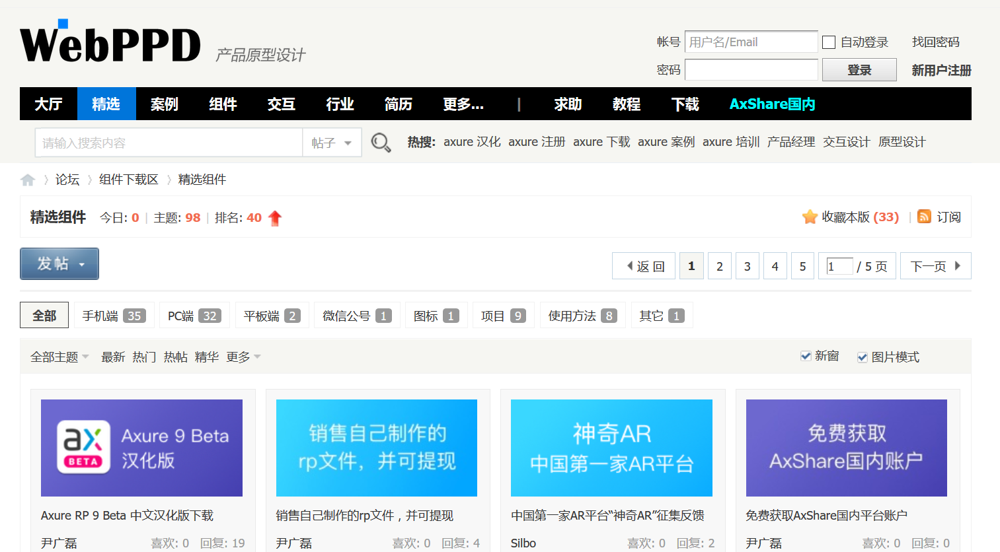 WebPPD 产品原型设计
帐号 用户名/Email 自动登录 找回密码
密码 登录 新用户注册
大厅 精选 案例 组件 交互 行业 简历 更多... | 求助 教程 下载 AxShare国内
请输入搜索内容 帖子 热搜: axure 汉化 axure 注册 axure 下载 axure 案例 axure 培训 产品经理 交互设计 原型设计
论坛 组件下载区 精选组件
精选组件 今日: 0 | 主题: 98 | 排名: 40 收藏本版 (33) | 订阅
发帖 返 回 1 2 3 4 5 1 / 5 页 下一页
全部 手机端 35 PC端 32 平板端 2 微信公号 1 图标 1 项目 9 使用方法 8 其它 1
全部主题 最新 热门 热帖 精华 更多 新窗 图片模式
ax
BETA
Axure 9 Beta
汉化版
销售自己制作的
rp文件，并可提现
神奇AR
中国第一家AR平台
免费获取
AxShare国内账户
Axure RP 9 Beta 中文汉化版下载 销售自己制作的rp文件，并可提现 中国第一家AR平台“神奇AR”征集反馈 免费获取AxShare国内平台账户
尹广磊 喜欢: 0 回复: 19 尹广磊 喜欢: 0 回复: 4 Silbo 喜欢: 0 回复: 2 尹广磊 喜欢: 0 回复: 0